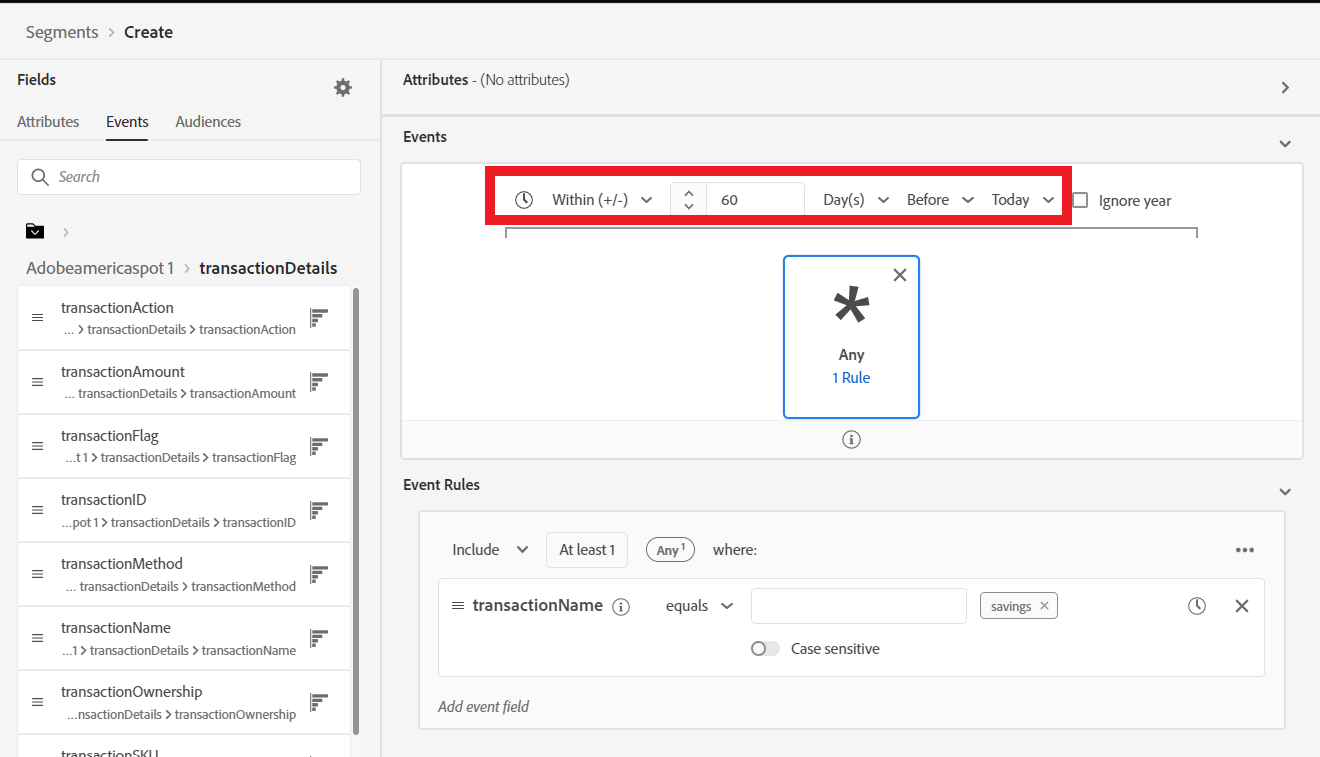 Segments > Create
Fields
Attributes Events Audiences
Search
Adobeamericaspot 1 > transactionDetails
transactionAction
... > transactionDetails > transactionAction
transactionAmount
... transactionDetails > transactionAmount
transactionFlag
...t 1 > transactionDetails > transactionFlag
transactionID
...pot 1 > transactionDetails > transactionID
transactionMethod
... transactionDetails > transactionMethod
transactionName
...1 > transactionDetails > transactionName
transactionOwnership
...nsactionDetails > transactionOwnership
transactionSKU
Attributes - (No attributes)
Events
Within (+/-) 60 Day(s) Before Today Ignore year
Any
1 Rule
Event Rules
Include At least 1 Any 1 where:
transactionName equals savings
Case sensitive
Add event field